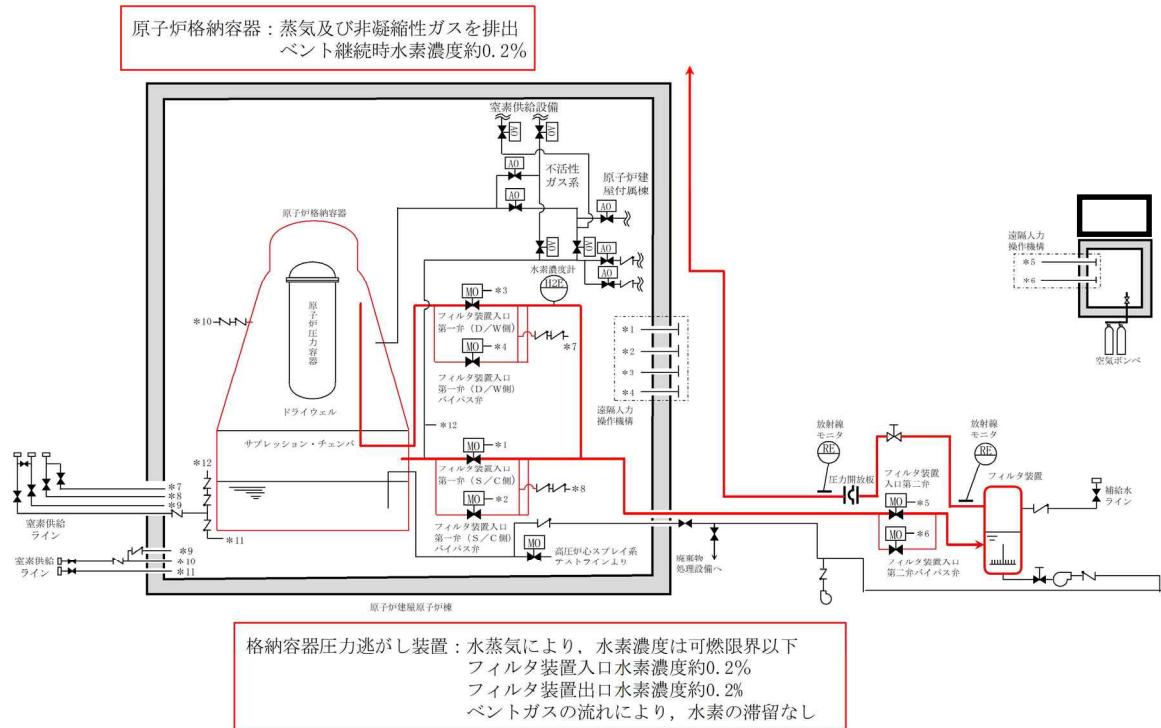 原子炉格納容器：蒸気及び非凝縮性ガスを排出
ベント継続時水素濃度約0.2%
窒素供給設備
AO
AO
不活性
ガス系
AO
AO
原子炉建
屋付属棟
AO
AO
AO
AO
AO
水素濃度計
H2E
原子炉格納容器
原子炉圧力容器
ドライウェル
サプレッション・チェンバ
*10
MO
*3
フィルタ装置入口
第一弁（D／W側）
MO
*4
*7
フィルタ装置入口
第一弁（D／W側）
バイパス弁
*12
MO
*1
フィルタ装置入口
第一弁（S／C側）
MO
*2
*8
フィルタ装置入口
第一弁（S／C側）
バイパス弁
MO
高圧炉心スプレイ系
テストラインより
*1
*2
*3
*4
遠隔人力
操作機構
遠隔人力
操作機構
*5
*6
空気ボンベ
放射線
モニタ
RE
圧力開放板
放射線
モニタ
RE
フィルタ装置
入口第二弁
MO
*5
MO
*6
フィルタ装置入口
第二弁バイパス弁
フィルタ装置
補給水
ライン
廃棄物
処理設備へ
*12
*7
*8
*9
*11
窒素供給
ライン
*9
*10
*11
窒素供給
ライン
原子炉建屋原子炉棟
格納容器圧力逃がし装置：水蒸気により，水素濃度は可燃限界以下
フィルタ装置入口水素濃度約0.2%
フィルタ装置出口水素濃度約0.2%
ベントガスの流れにより，水素の滞留なし